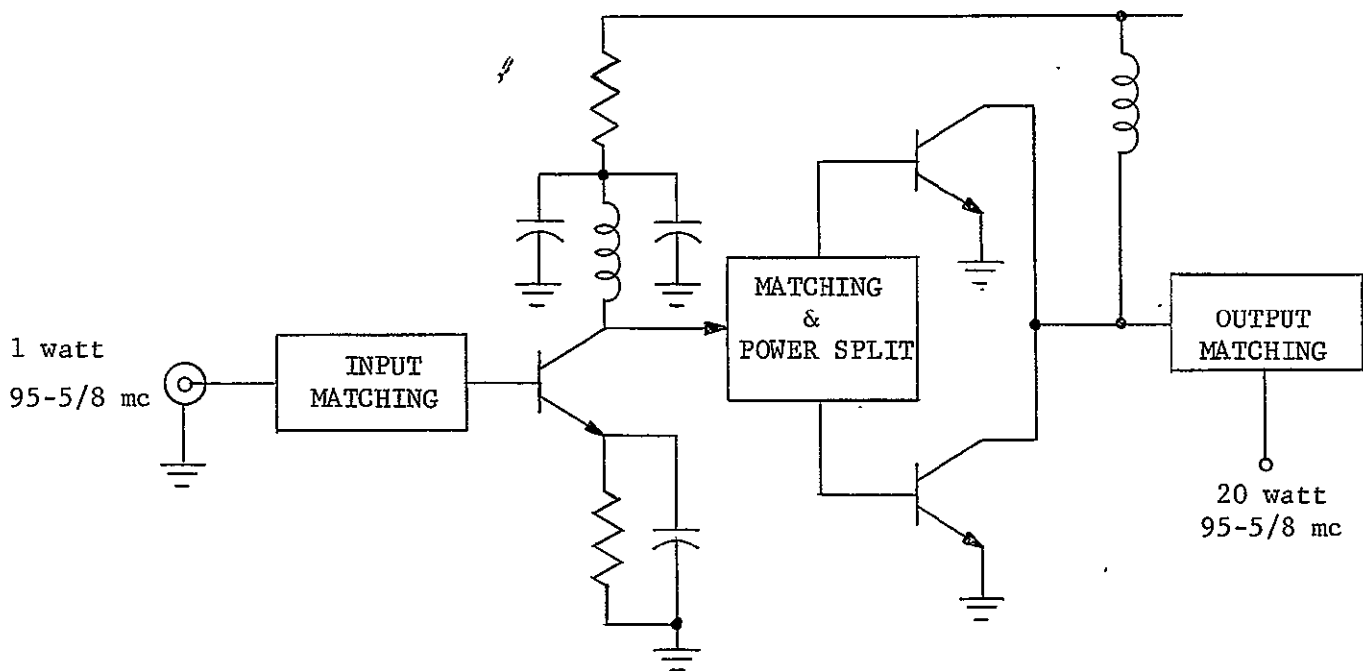 MATCHING
&
POWER SPLIT
1 watt
95-5/8 mc
INPUT
MATCHING
OUTPUT
MATCHING
20 watt
95-5/8 mc